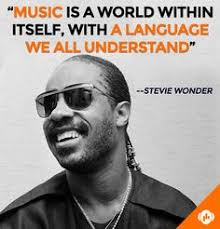 “MUSIC IS A WORLD WITHIN
ITSELF, WITH A LANGUAGE
WE ALL UNDERSTAND”
--STEVIE WONDER